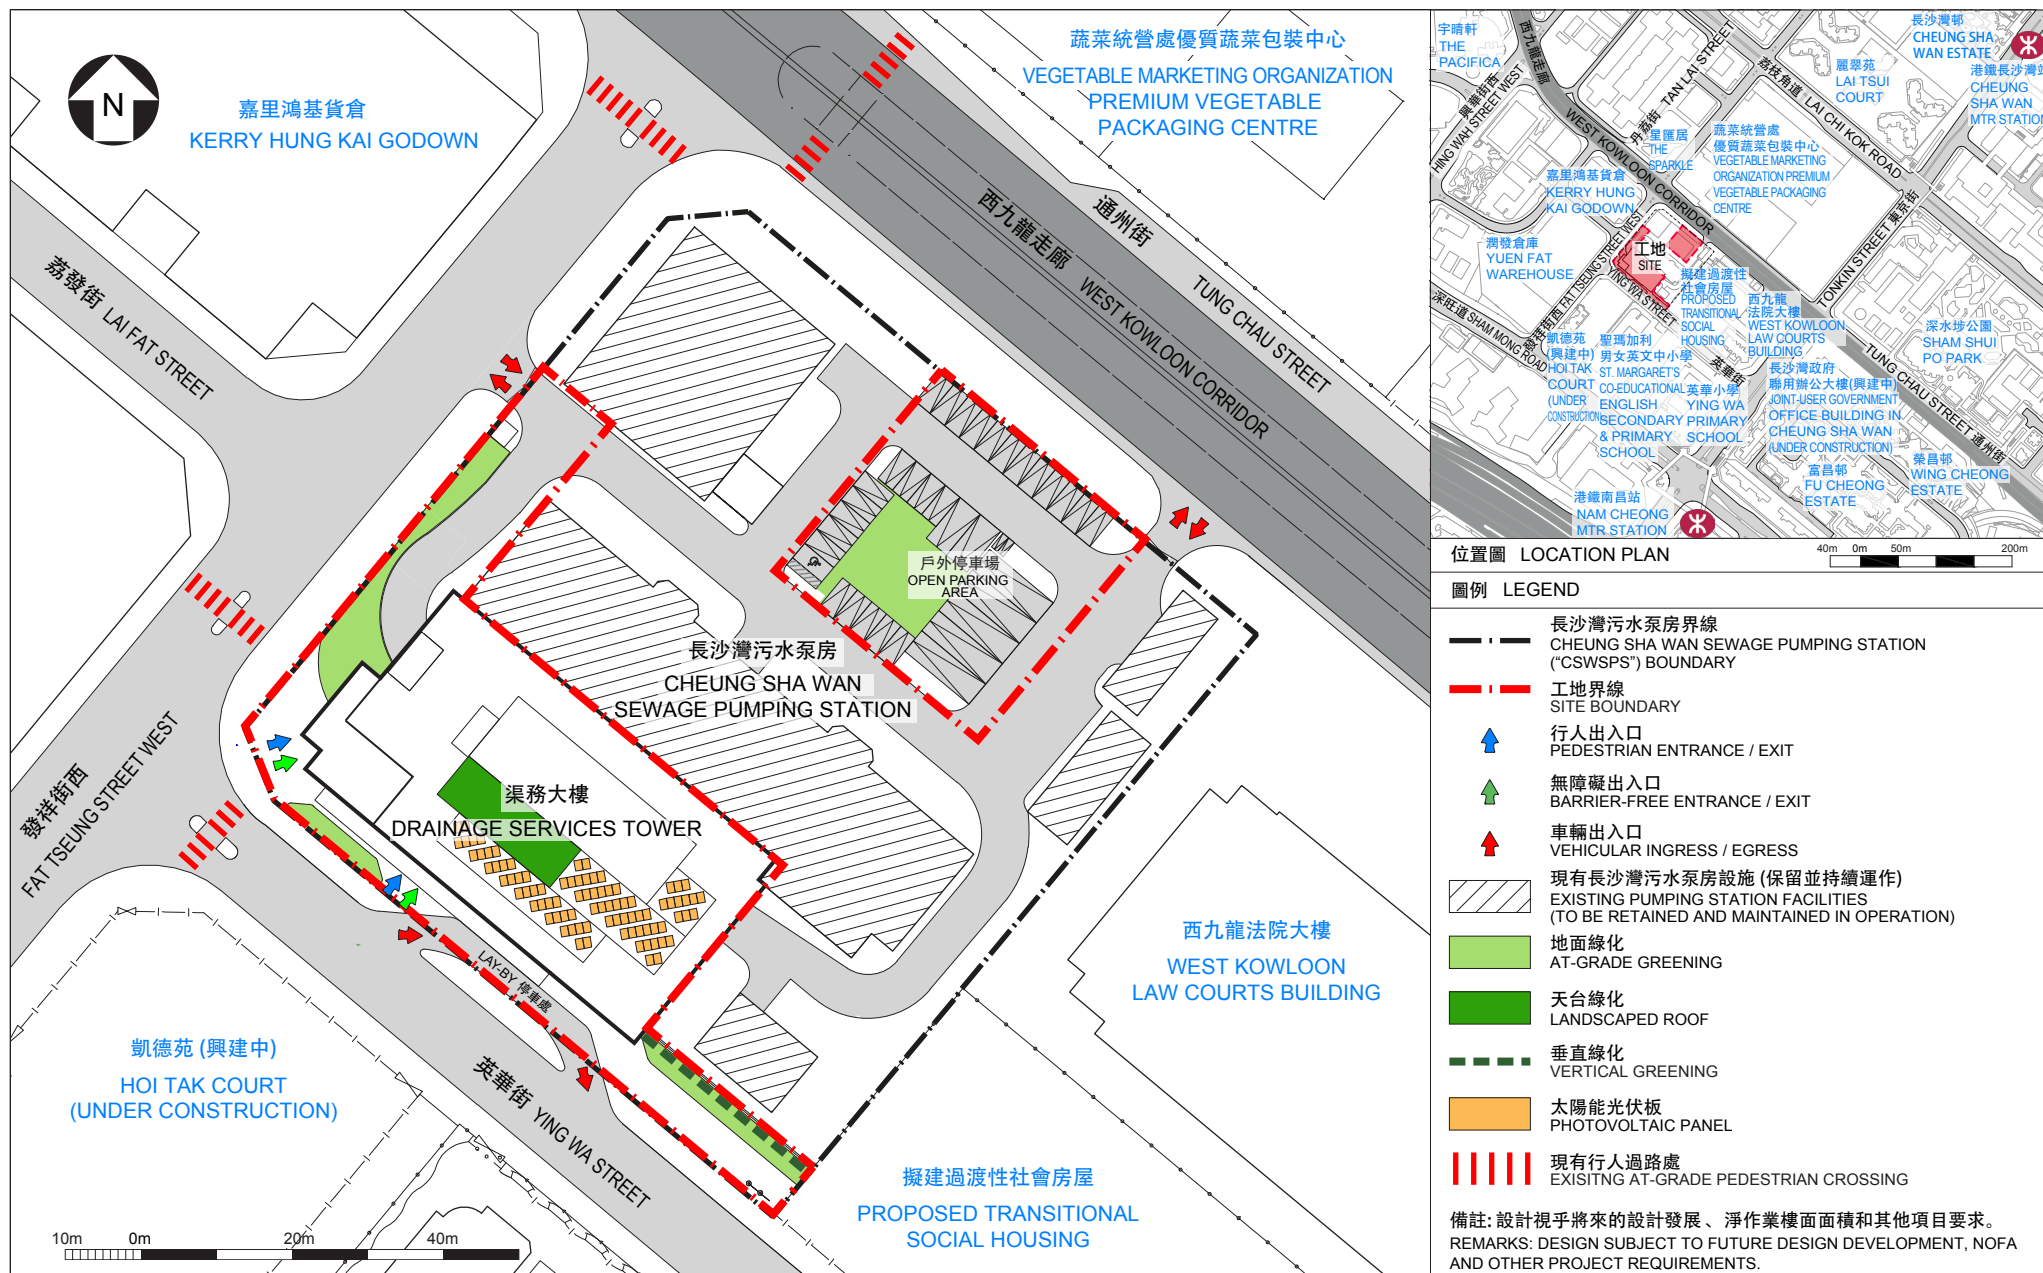 N
嘉里鴻基貨倉
KERRY HUNG KAI GODOWN
蔬菜統營處優質蔬菜包裝中心
VEGETABLE MARKETING ORGANIZATION
PREMIUM VEGETABLE
PACKAGING CENTRE
荔發街 LAI FAT STREET
西九龍走廊 WEST KOWLOON CORRIDOR
通州街 TUNG CHAU STREET
戶外停車場
OPEN PARKING
AREA
長沙灣污水泵房
CHEUNG SHA WAN
SEWAGE PUMPING STATION
發祥街西
FAT TSEUNG STREET WEST
渠務大樓
DRAINAGE SERVICES TOWER
LAY-BY 停車處
西九龍法院大樓
WEST KOWLOON
LAW COURTS BUILDING
凱德苑 (興建中)
HOI TAK COURT
(UNDER CONSTRUCTION)
英華街 YING WA STREET
擬建過渡性社會房屋
PROPOSED TRANSITIONAL
SOCIAL HOUSING
10m 0m 20m 40m
宇晴軒
THE
PACIFICA
西九龍走廊
WEST KOWLOON CORRIDOR
興華街西
HING WAH STREET WEST
丹荔街 TAN LAI STREET
星匯居
THE
SPARKLE
荔枝角道 LAI CHI KOK ROAD
麗翠苑
LAI TSUI
COURT
長沙灣邨
CHEUNG SHA
WAN ESTATE
港鐵長沙灣站
CHEUNG
SHA WAN
MTR STATION
蔬菜統營處
優質蔬菜包裝中心
VEGETABLE MARKETING
ORGANIZATION PREMIUM
VEGETABLE PACKAGING
CENTRE
嘉里鴻基貨倉
KERRY HUNG
KAI GODOWN
潤發倉庫
YUEN FAT
WAREHOUSE
工地
SITE
發祥街西 FAT TSEUNG STREET WEST
YING WA STREET
英華街
深旺道 SHAM MONG ROAD
TONKIN STREET 東京街
擬建過渡性
社會房屋
PROPOSED
TRANSITIONAL
SOCIAL
HOUSING
西九龍
法院大樓
WEST KOWLOON
LAW COURTS
BUILDING
深水埗公園
SHAM SHUI
PO PARK
TUNG CHAU STREET 通州街
凱德苑
(興建中)
HOI TAK
COURT
(UNDER
CONSTRUCTION)
聖瑪加利
男女英文中小學
ST. MARGARET'S
CO-EDUCATIONAL
ENGLISH
SECONDARY
& PRIMARY
SCHOOL
英華小學
YING WA
PRIMARY
SCHOOL
長沙灣政府
聯用辦公大樓(興建中)
JOINT-USER GOVERNMENT
OFFICE BUILDING IN
CHEUNG SHA WAN
(UNDER CONSTRUCTION)
富昌邨
FU CHEONG
ESTATE
榮昌邨
WING CHEONG
ESTATE
港鐵南昌站
NAM CHEONG
MTR STATION
位置圖 LOCATION PLAN
40m 0m 50m 200m
圖例 LEGEND
長沙灣污水泵房界線
CHEUNG SHA WAN SEWAGE PUMPING STATION
(“CSWSPS”) BOUNDARY
工地界線
SITE BOUNDARY
行人出入口
PEDESTRIAN ENTRANCE / EXIT
無障礙出入口
BARRIER-FREE ENTRANCE / EXIT
車輛出入口
VEHICULAR INGRESS / EGRESS
現有長沙灣污水泵房設施 (保留並持續運作)
EXISTING PUMPING STATION FACILITIES
(TO BE RETAINED AND MAINTAINED IN OPERATION)
地面綠化
AT-GRADE GREENING
天台綠化
LANDSCAPED ROOF
垂直綠化
VERTICAL GREENING
太陽能光伏板
PHOTOVOLTAIC PANEL
現有行人過路處
EXISITNG AT-GRADE PEDESTRIAN CROSSING
備註: 設計視乎將來的設計發展、淨作業樓面面積和其他項目要求。
REMARKS: DESIGN SUBJECT TO FUTURE DESIGN DEVELOPMENT, NOFA
AND OTHER PROJECT REQUIREMENTS.